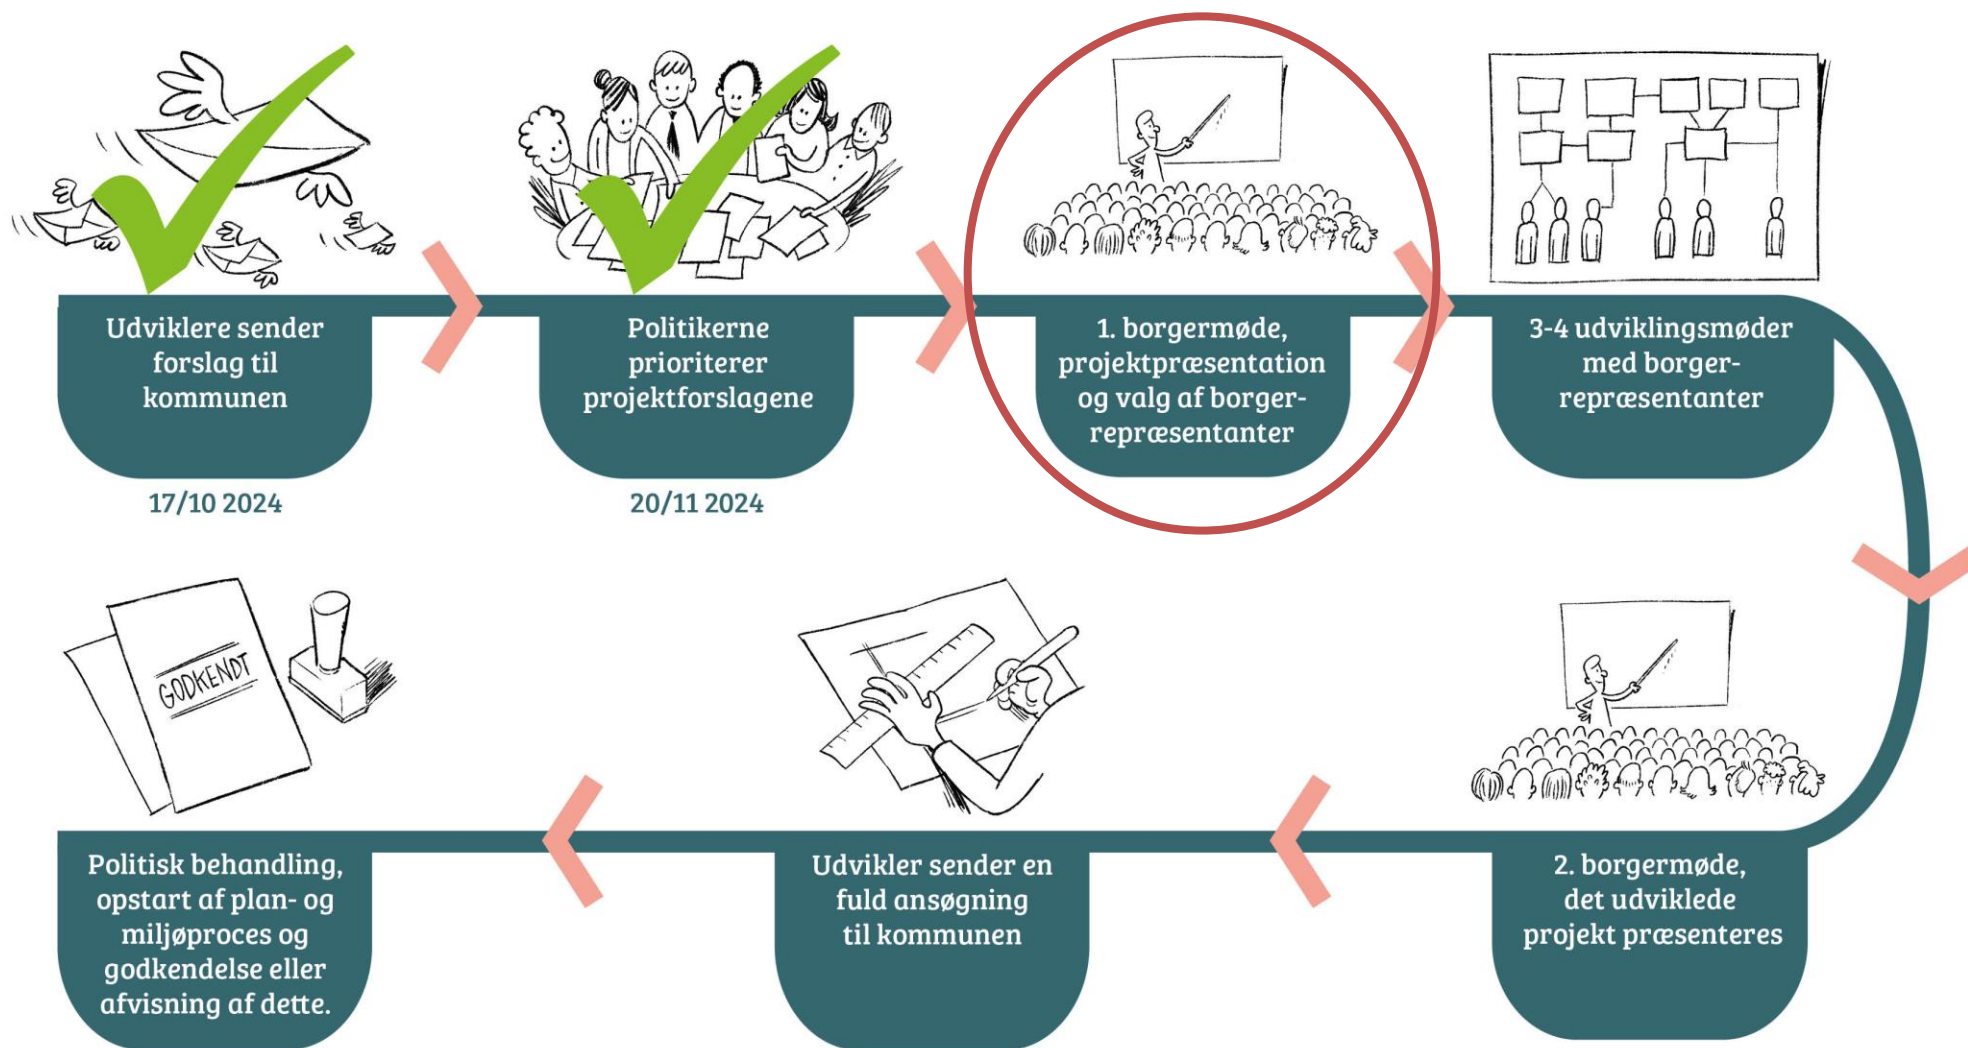 Udviklere sender
forslag til
kommunen
17/10 2024
Politikerne
prioriterer
projektforslagene
20/11 2024
1. borgermøde,
projektpræsentation
og valg af borger-
repræsentanter
3-4 udviklingsmøder
med borger-
repræsentanter
2. borgermøde,
det udviklede
projekt præsenteres
Udvikler sender en
fuld ansøgning
til kommunen
GODKENDT
Politisk behandling,
opstart af plan- og
miljøproces og
godkendelse eller
afvisning af dette.